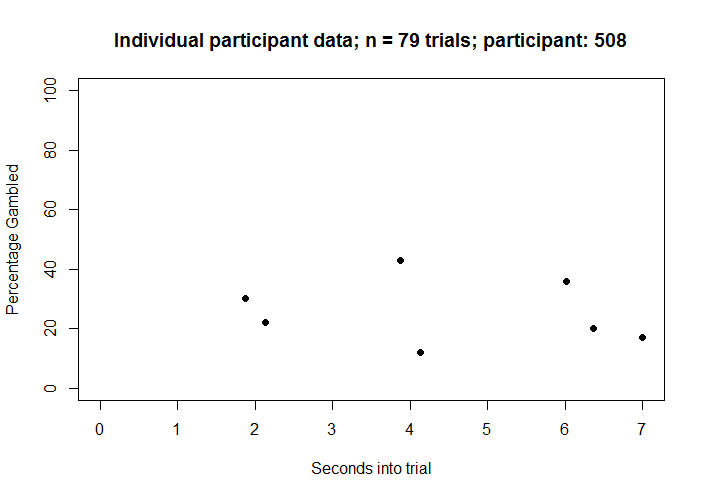 Individual participant data; n = 79 trials; participant: 508
100
80
60
40
20
0
Percentage Gambled
0 1 2 3 4 5 6 7
Seconds into trial